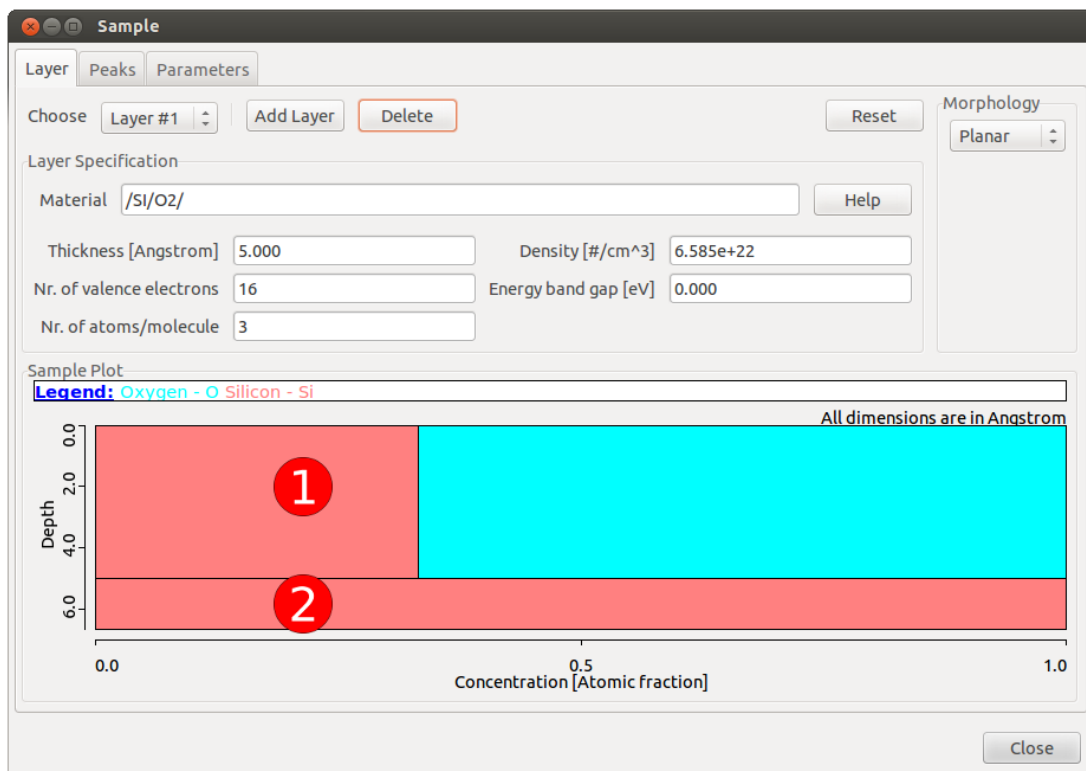 Sample
Layer Peaks Parameters
Choose Layer #1 Add Layer Delete Reset
Morphology
Planar
Layer Specification
Material /SI/O2/ Help
Thickness [Angstrom] 5.000 Density [#/cm^3] 6.585e+22
Nr. of valence electrons 16 Energy band gap [eV] 0.000
Nr. of atoms/molecule 3
Sample Plot
Legend: Oxygen - O Silicon - Si
All dimensions are in Angstrom
Depth
0.0
2.0
4.0
6.0
1
2
0.0 0.5 1.0
Concentration [Atomic fraction]
Close